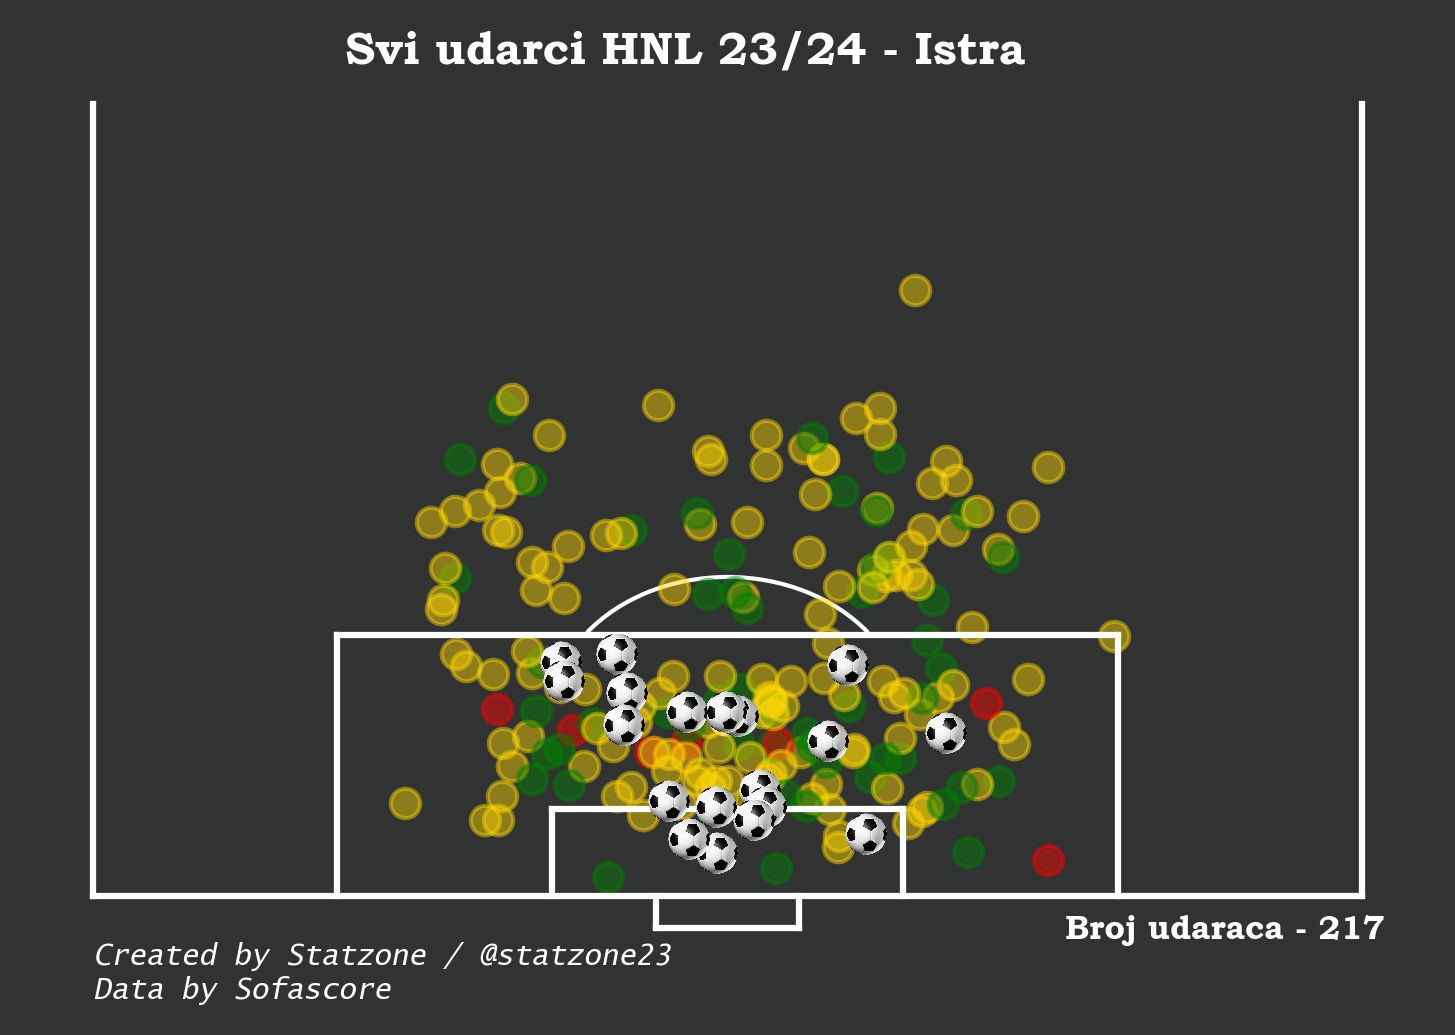 Svi udarci HNL 23/24 - Istra
Broj udaraca - 217
Created by Statzone / @statzone23
Data by Sofascore